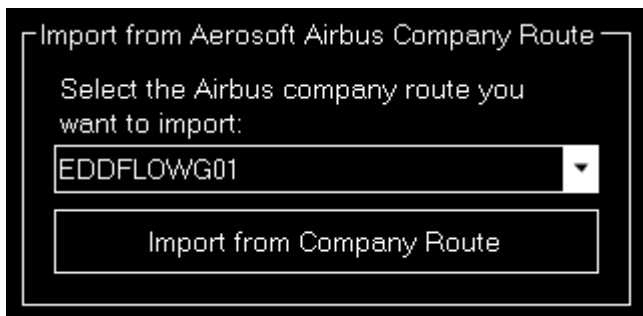 Import from Aerosoft Airbus Company Route
Select the Airbus company route you
want to import:
EDDFLOWG01
Import from Company Route